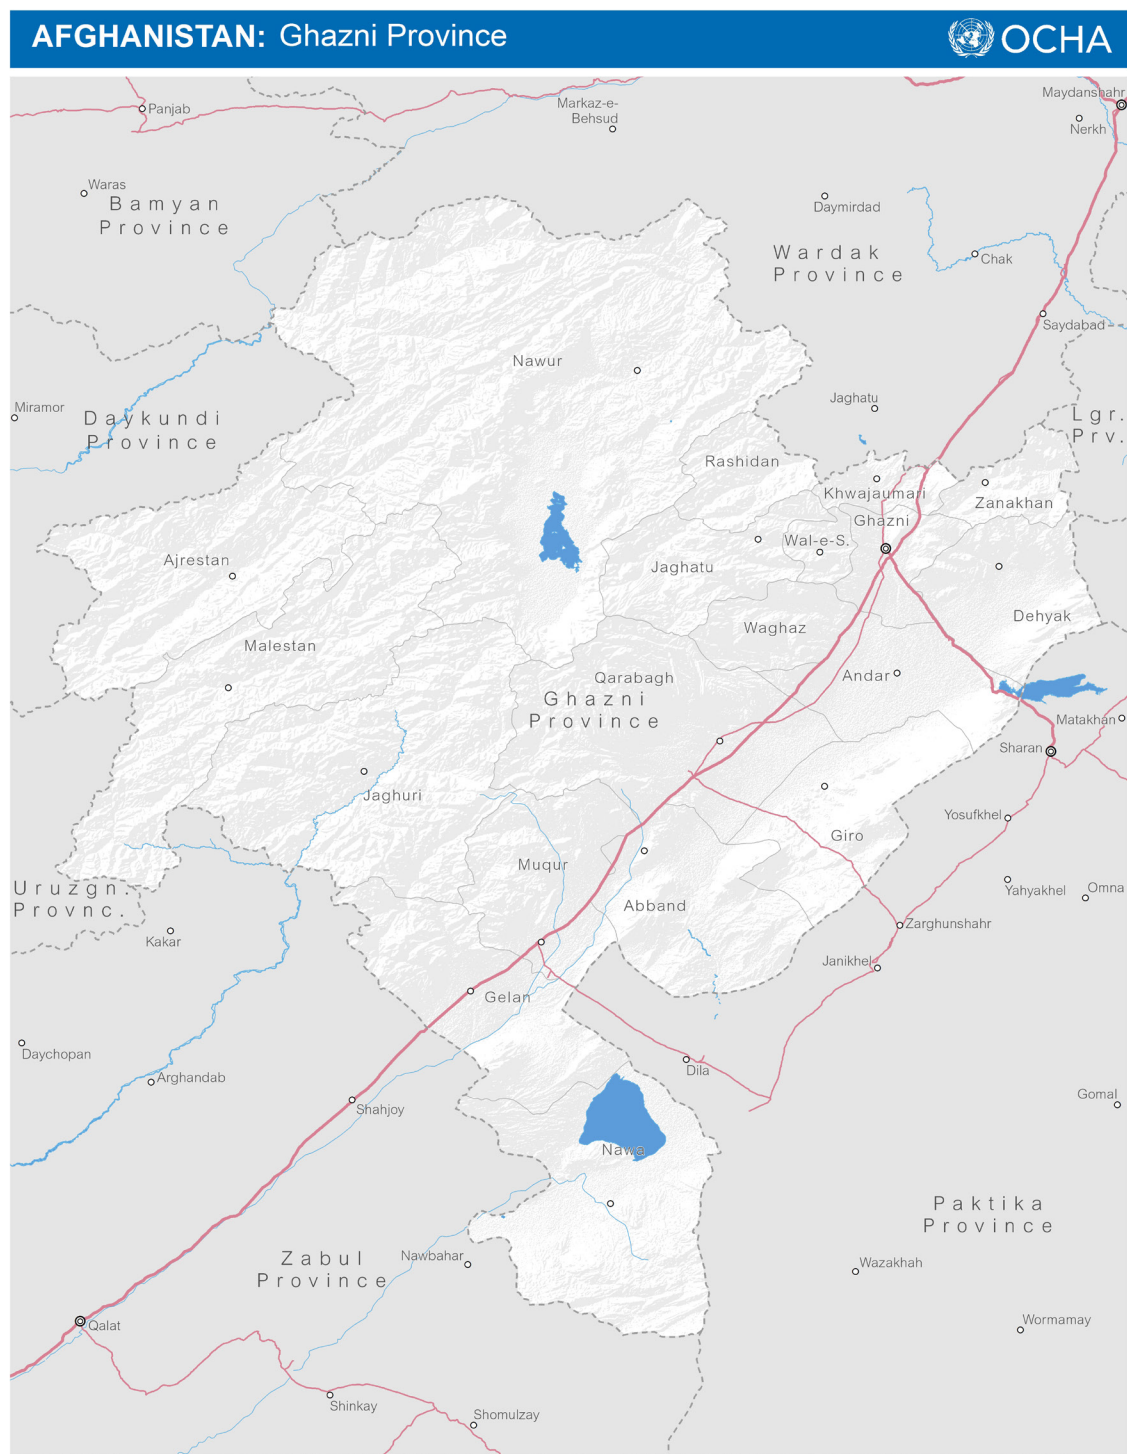 AFGHANISTAN: Ghazni Province
OCHA
Maydanshahr
Panjab
Markaz-e-
Behsud
Nerkh
Waras
Bamyan
Province
Daymirdad
Wardak
Province
Chak
Saydabad
Nawur
Miramor
Jaghatu
Daykundi
Province
Lgr.
Prv.
Rashidan
Khwajaumari
Zanakhan
Ghazni
Wal-e-S.
Ajrestan
Jaghatu
Dehyak
Waghaz
Malestan
Andar
Qarabagh
Ghazni
Province
Matakhan
Sharan
Jaghuri
Yosufkhel
Giro
Muqur
Uruzgn.
Provnc.
Yahyakhel
Omna
Abband
Zarghunshahr
Kakar
Janikhel
Gelan
Daychopan
Dila
Arghandab
Gomal
Shahjoy
Nawa
Paktika
Province
Zabul
Province
Nawbahar
Wazakhah
Qalat
Wormamay
Shinkay
Shomulzay